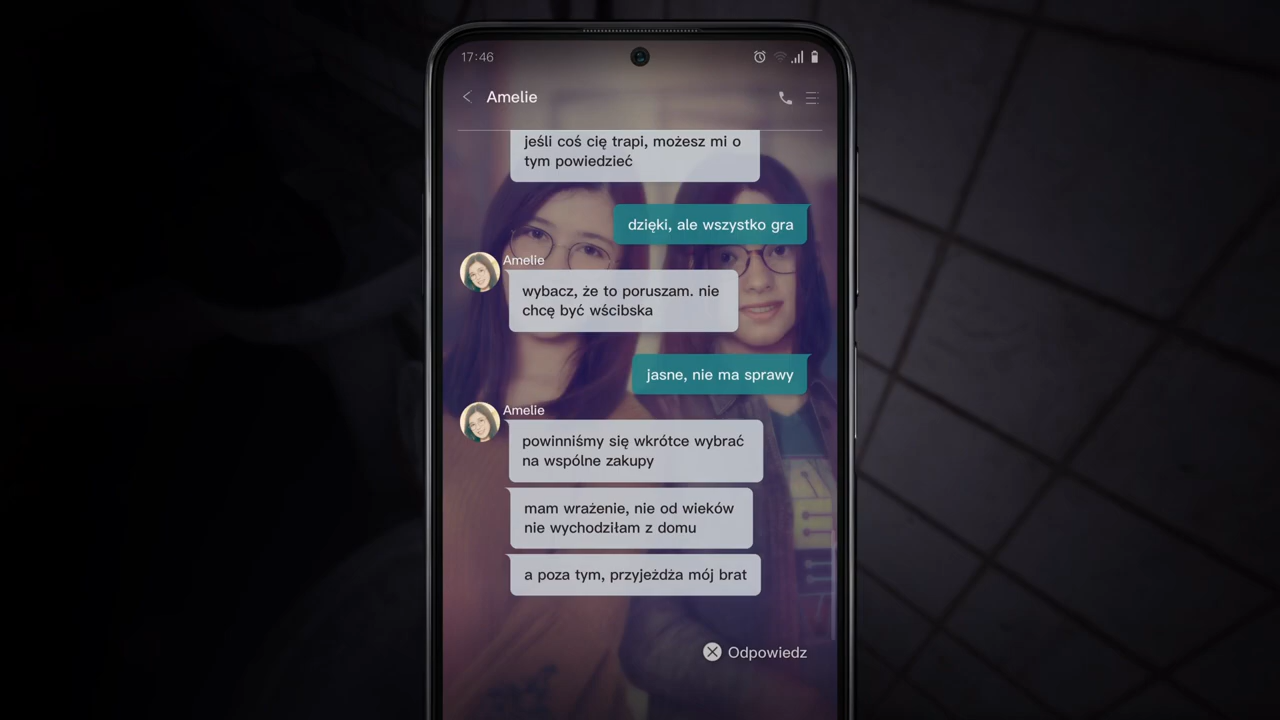 17:46
Amelie
jeśli coś cię trapi, możesz mi o
tym powiedzieć
dzięki, ale wszystko gra
Amelie
wybacz, że to poruszam. nie
chcę być wścibska
jasne, nie ma sprawy
Amelie
powinniśmy się wkrótce wybrać
na wspólne zakupy
mam wrażenie, nie od wieków
nie wychodziłam z domu
a poza tym, przyjeżdża mój brat
Odpowiedz